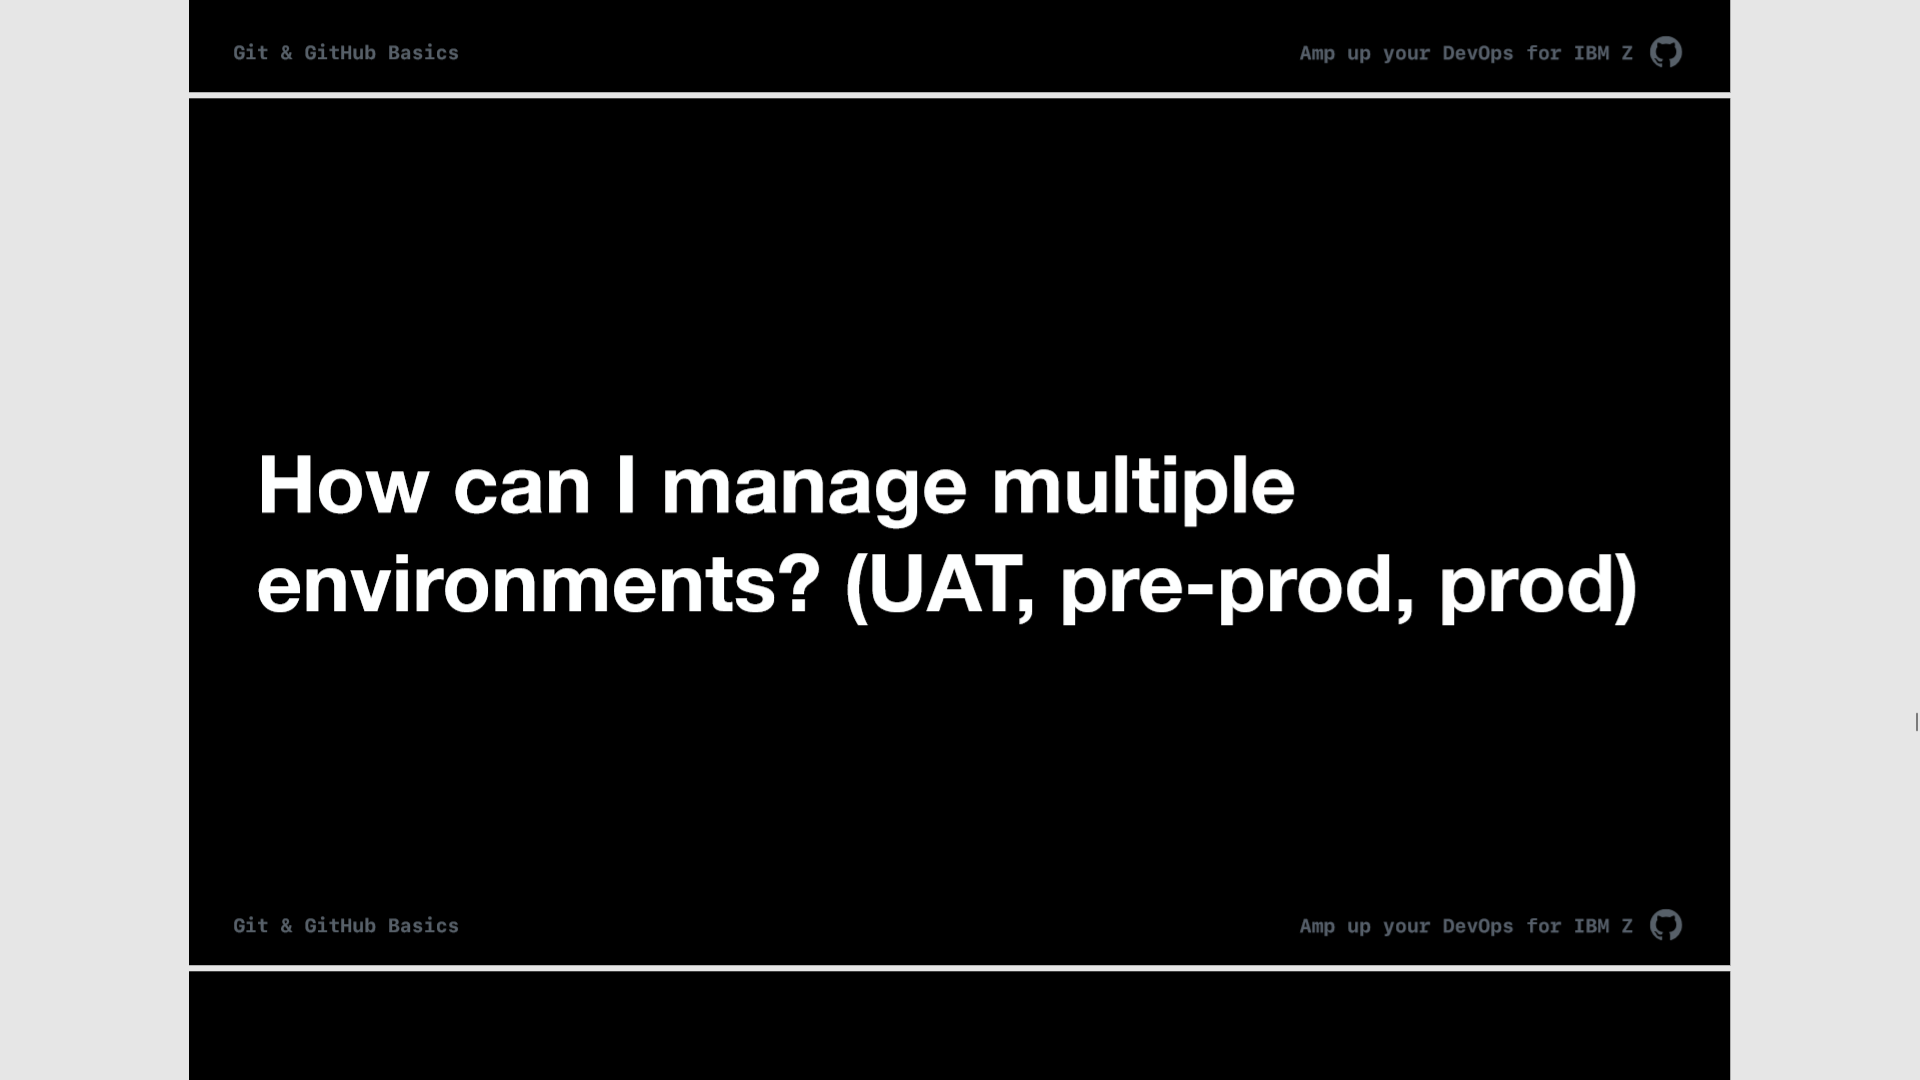 Git & GitHub Basics
Amp up your DevOps for IBM Z
How can I manage multiple
environments? (UAT, pre-prod, prod)
Git & GitHub Basics
Amp up your DevOps for IBM Z